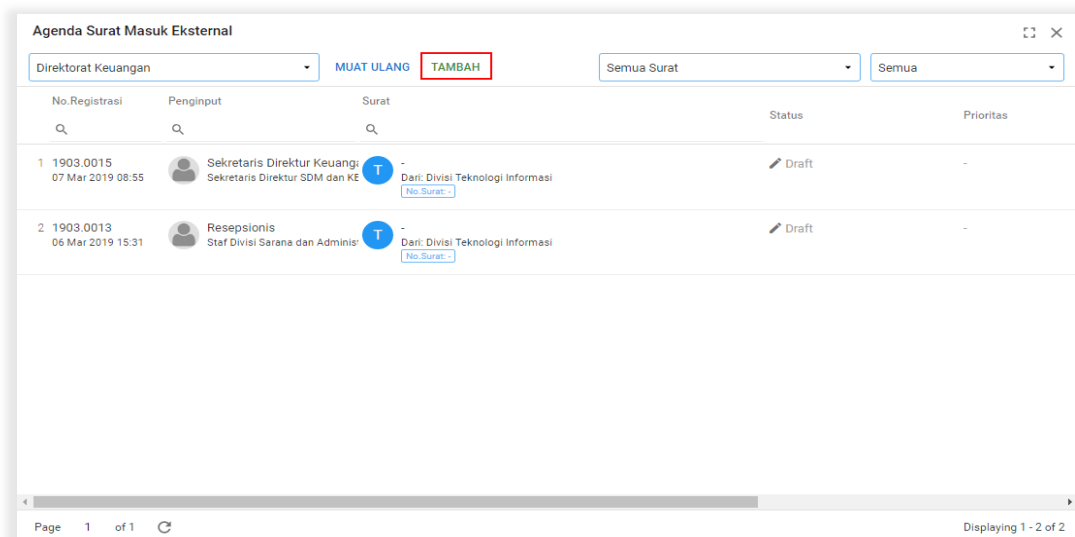 Agenda Surat Masuk Eksternal
Direktorat Keuangan MUAT ULANG TAMBAH Semua Surat Semua
No.Registrasi Penginput Surat Status Prioritas
1 1903.0015 Sekretaris Direktur - Draft -
07 Mar 2019 08:55 Sekretaris Direktur SDM dan T Dari: Divisi Teknologi Informasi
No.Surat: -
2 1903.0013 Resepsionis - Draft -
06 Mar 2019 15:31 Staf Divisi Sarana dan T Dari: Divisi Teknologi Informasi
No.Surat: -
Page 1 of 1 Displaying 1 - 2 of 2